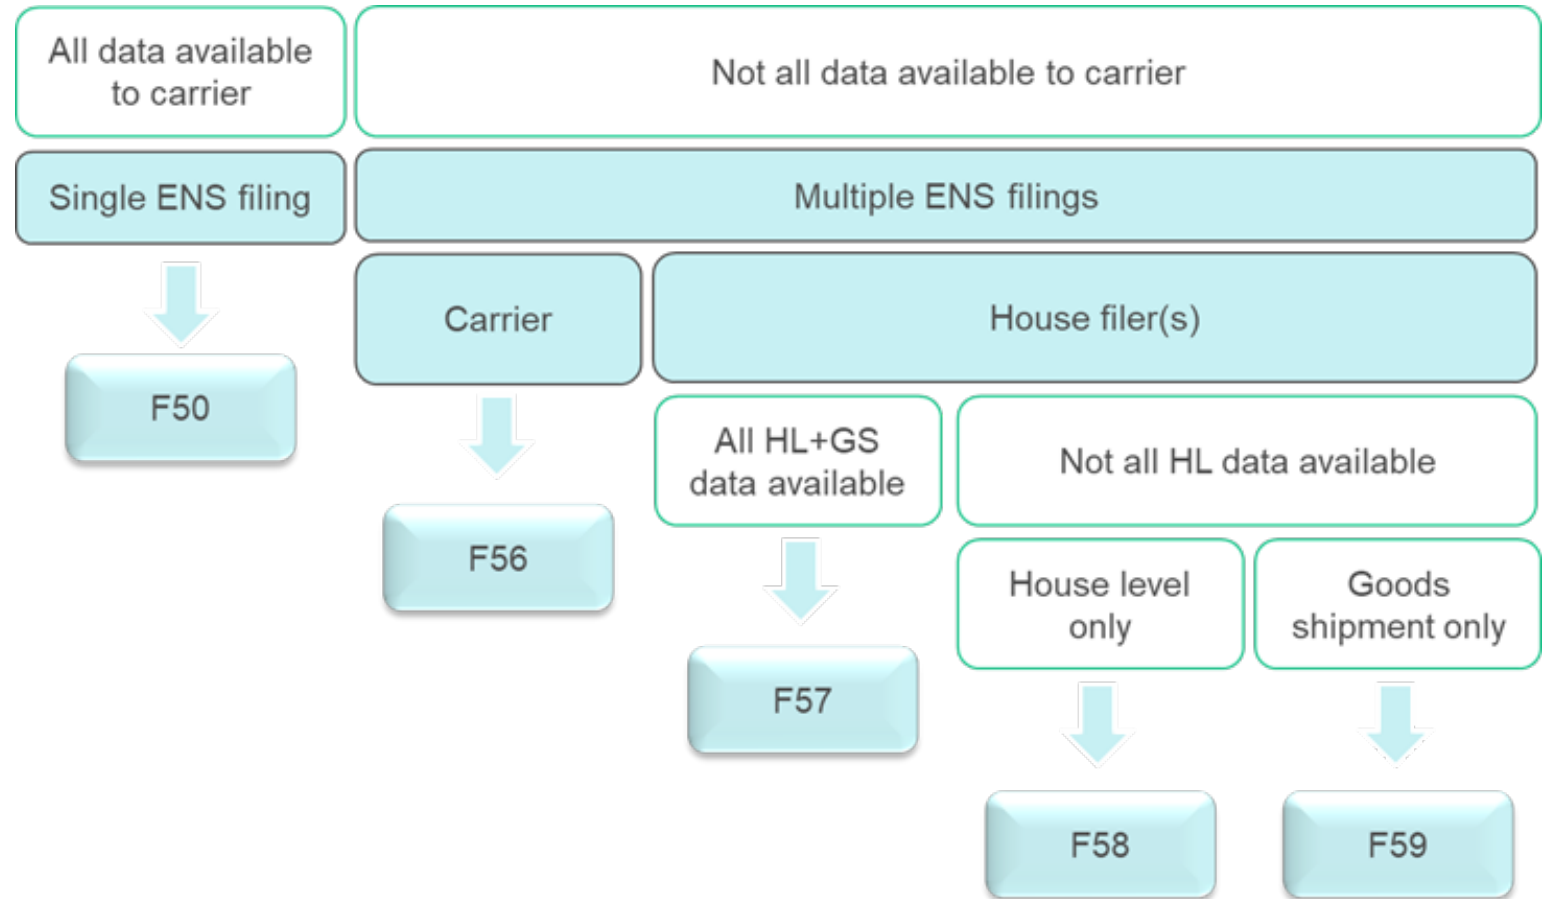 All data available
to carrier
Not all data available to carrier
Single ENS filing
Multiple ENS filings
Carrier
House filer(s)
F50
All HL+GS
data available
Not all HL data available
F56
House level
only
Goods
shipment only
F57
F58
F59